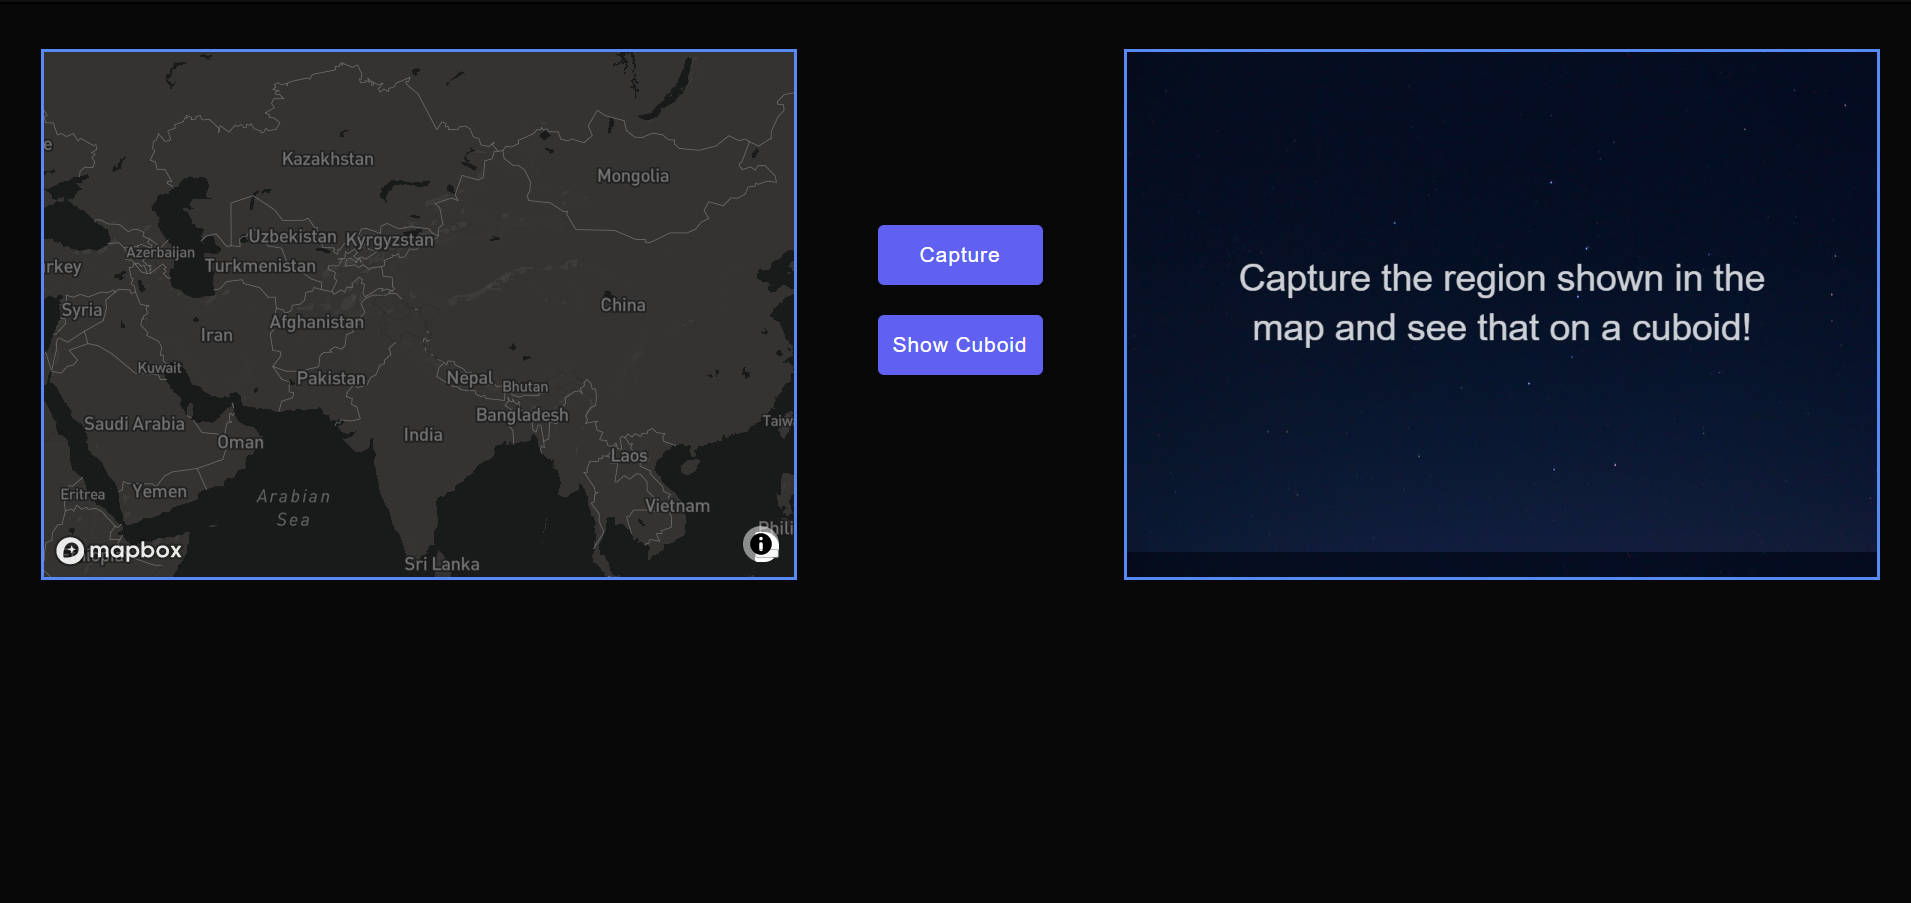 Kazakhstan
Mongolia
Uzbekistan
Kyrgyzstan
Azerbaijan
Turkmenistan
rkey
Syria
China
Afghanistan
Iran
Kuwait
Pakistan
Nepal
Bhutan
Saudi Arabia
Bangladesh
India
Taiw
Oman
Laos
Eritrea
Yemen
Arabian
Sea
Vietnam
Phili
mapbox
Sri Lanka
Capture
Show Cuboid
Capture the region shown in the
map and see that on a cuboid!